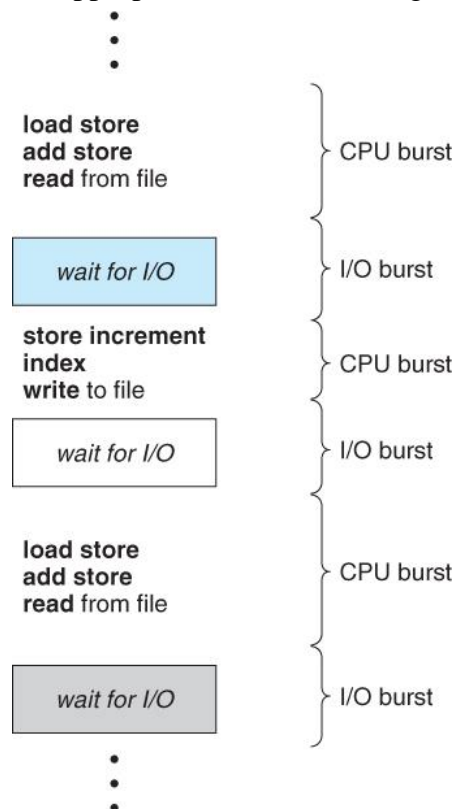 load store
add store
read from file
CPU burst
wait for I/O
I/O burst
store increment
index
write to file
CPU burst
wait for I/O
I/O burst
load store
add store
read from file
CPU burst
wait for I/O
I/O burst